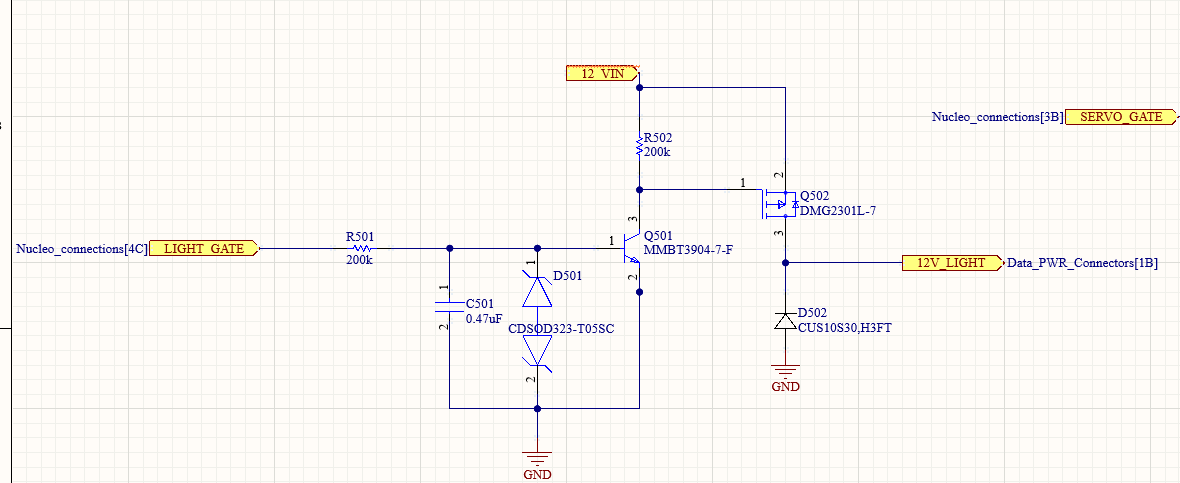 12_VIN
Nucleo_connections[3B] SERVO_GATE
R502
200k
1
2
Q502
DMG2301L-7
3
3
Nucleo_connections[4C] LIGHT_GATE
R501
200k
1
Q501
MMBT3904-7-F
2
12V_LIGHT Data_PWR_Connectors[1B]
1
D501
1
C501
0.47uF
2
CDSOD323-T05SC
2
D502
CUS10S30,H3FT
GND
GND